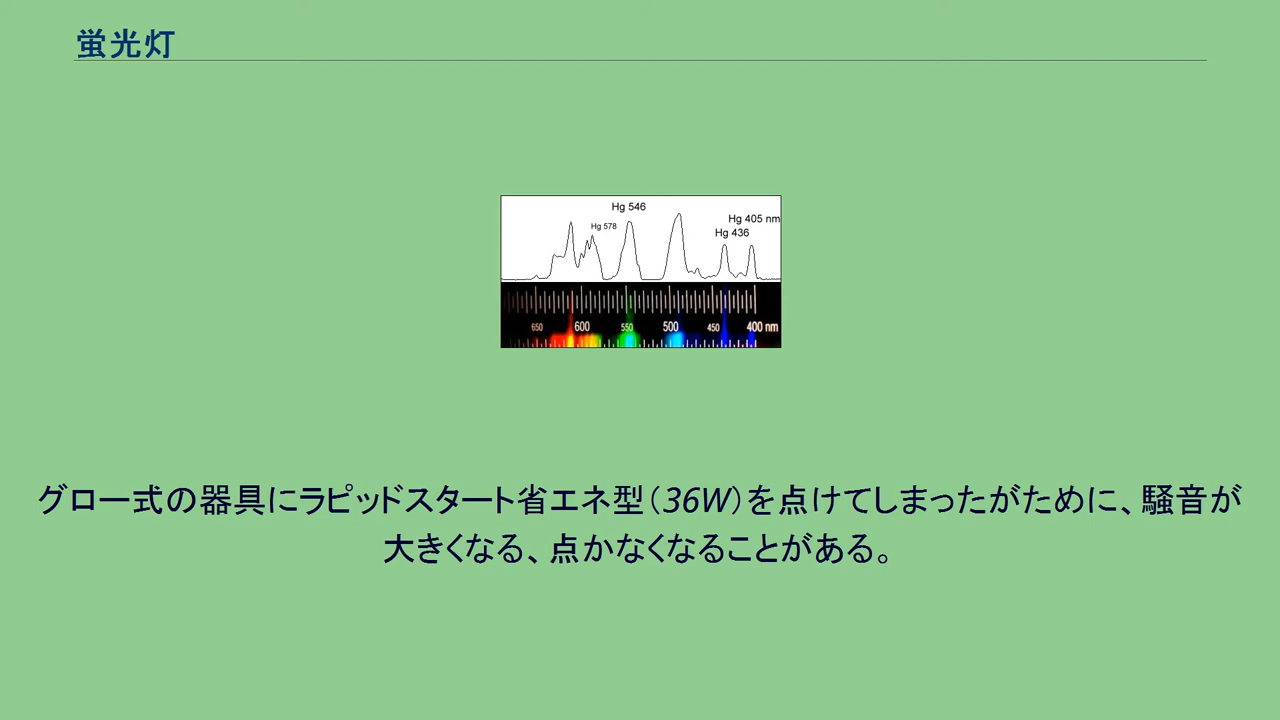 蛍光灯
Hg 546
Hg 578
Hg 405 nm
Hg 436
650 600 550 500 450 400 nm
グロー式の器具にラピッドスタート省エネ型（36W）を点けてしまったがために、騒音が
大きくなる、点かなくなることがある。